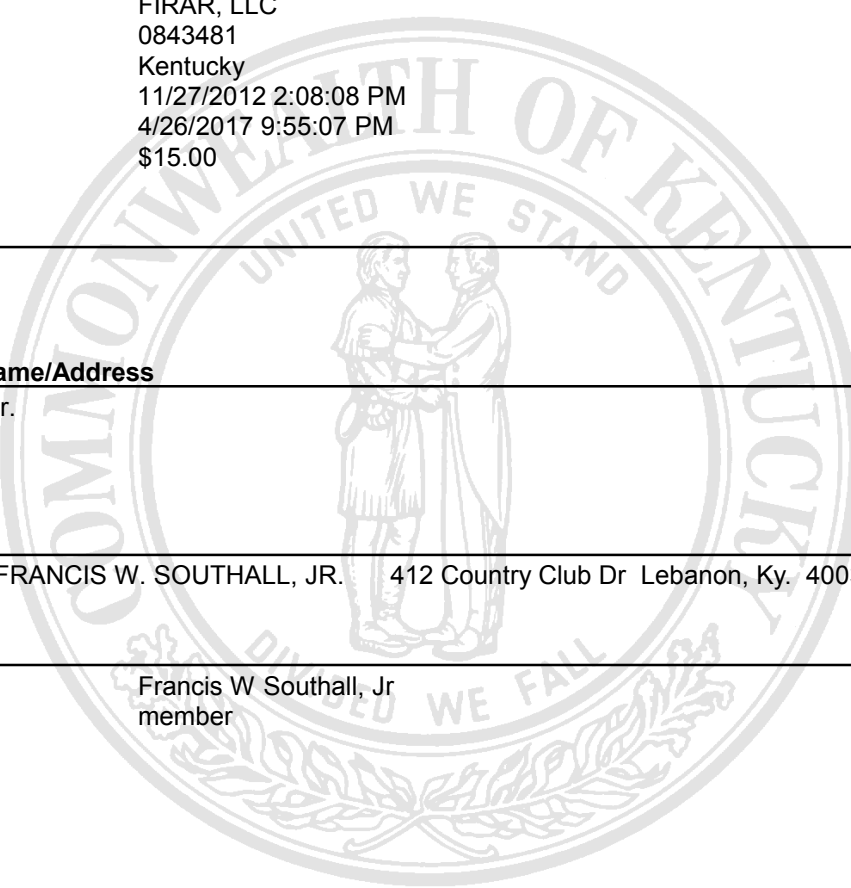 FIRAR, LLC
0843481
Kentucky
11/27/2012 2:08:08 PM
4/26/2017 9:55:07 PM
$15.00
COMMONWEALTH OF KENTUCKY
UNITED WE STAND
ame/Address
r.
FRANCIS W. SOUTHALL, JR. 412 Country Club Dr Lebanon, Ky. 400
DIVIDED WE FALL
Francis W Southall, Jr
member